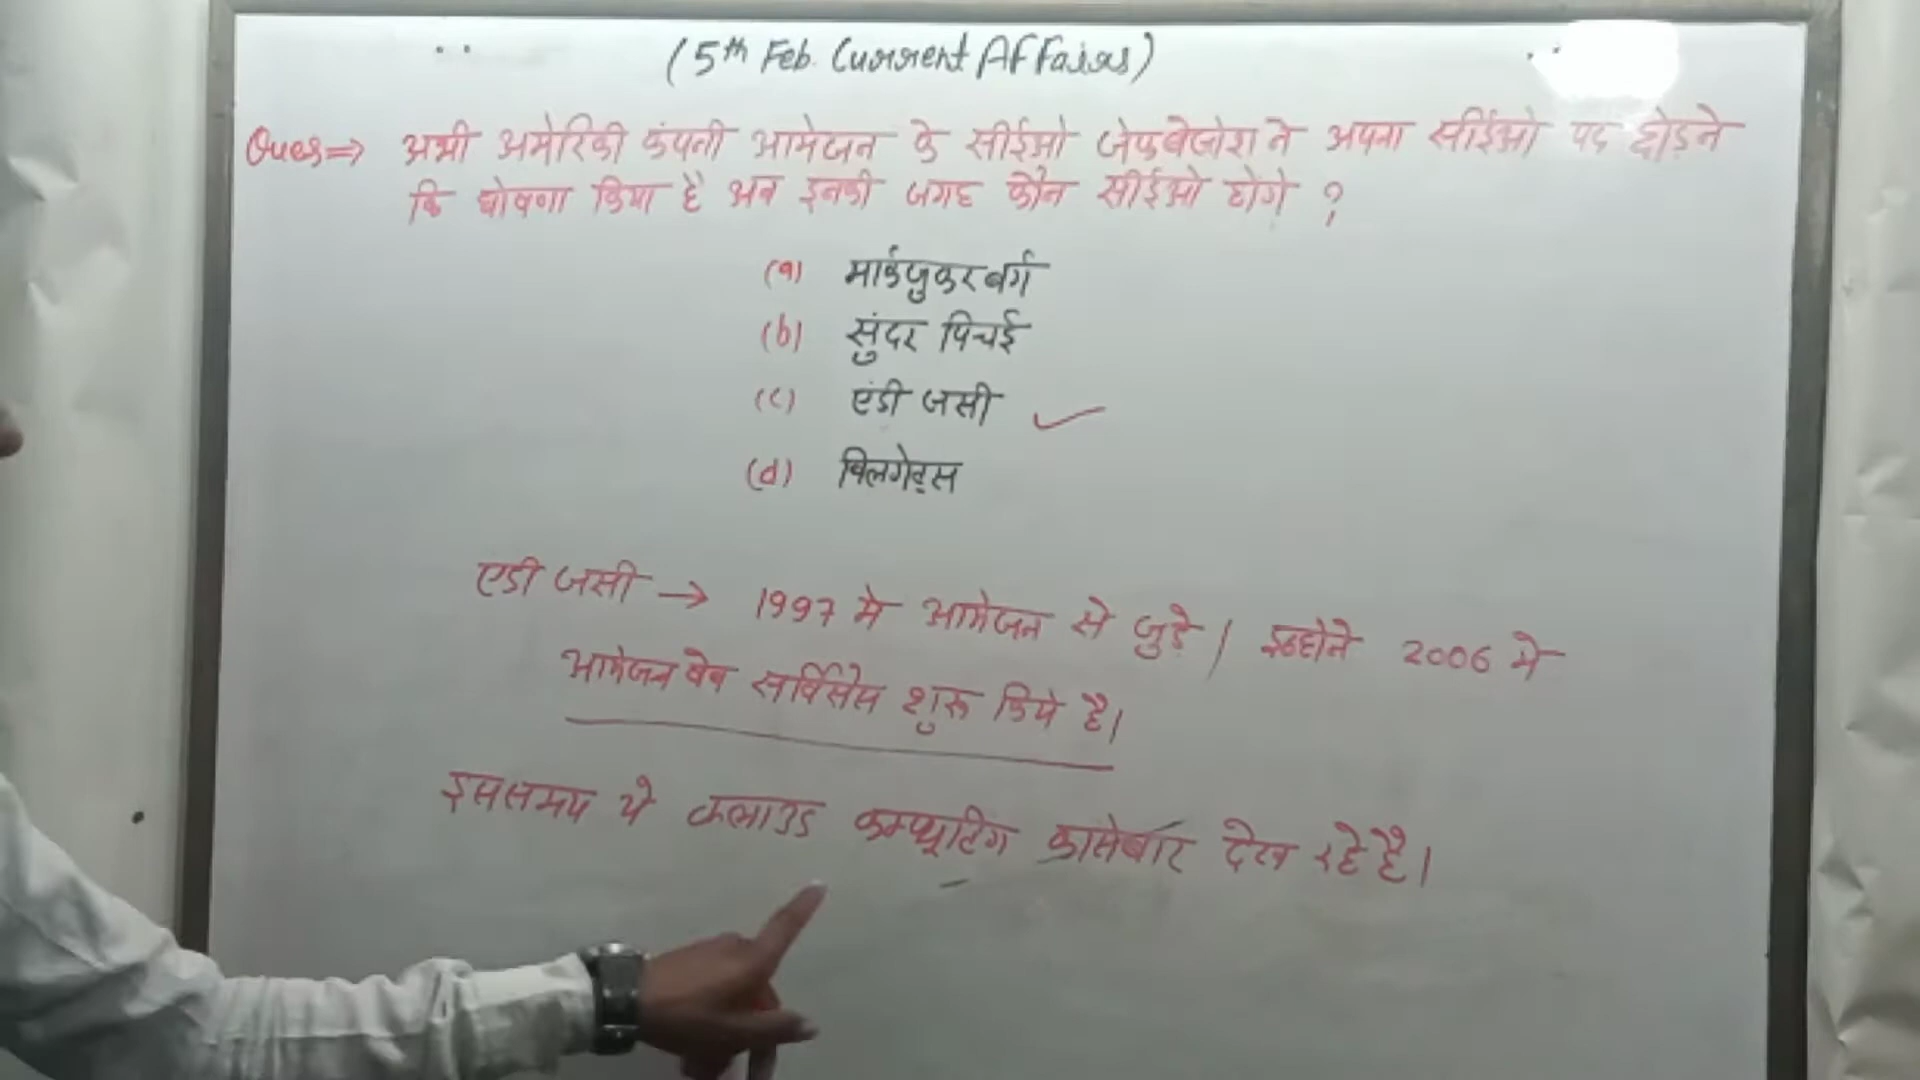 (5th Feb. Current Affairs)
Ques⇒ अभी अमेरिकी कंपनी आमेजन के सीईओ जेफबेजोश ने अपना सीईओ पद छोड़ने
कि घोषणा किया है अब इनकी जगह कौन सीईओ होगे ?
(a) मार्कजुकरबर्ग
(b) सुंदर पिचई
(c) एंडी जसी ✓
(d) बिलगेट्स
एडी जसी → 1997 मे आमेजन से जुड़े। इन्होने 2006 मे
आमेजन वेब सर्विसेस शुरू किये है।
इससमय ये क्लाउड कम्प्यूटिंग कारोबार देख रहे है।